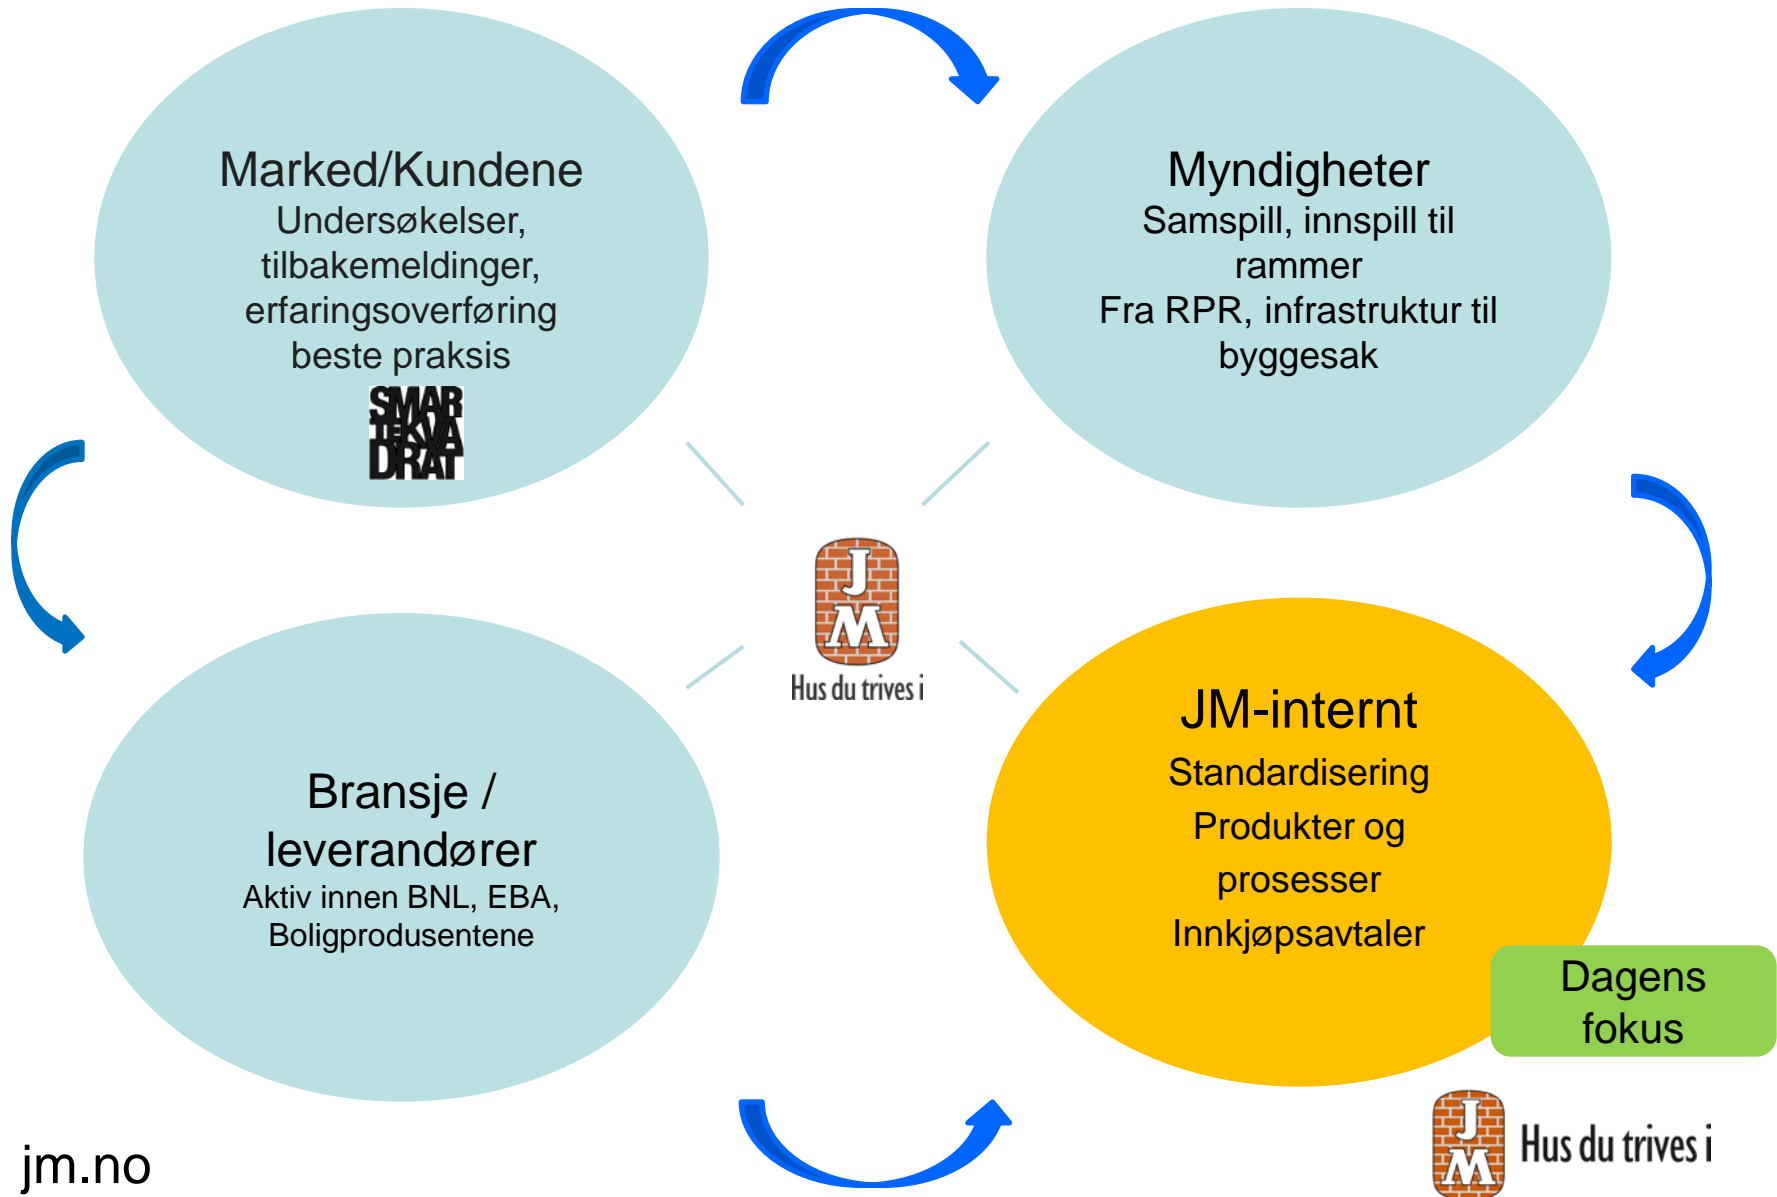 Marked/Kundene
Undersøkelser,
tilbakemeldinger,
erfaringsoverføring
beste praksis
SMAR
TEKVA
DRAT
Myndigheter
Samspill, innspill til
rammer
Fra RPR, infrastruktur til
byggesak
J
M
Hus du trives i
Bransje /
leverandører
Aktiv innen BNL, EBA,
Boligprodusentene
JM-internt
Standardisering
Produkter og
prosesser
Innkjøpsavtaler
Dagens
fokus
jm.no
J
M
Hus du trives i